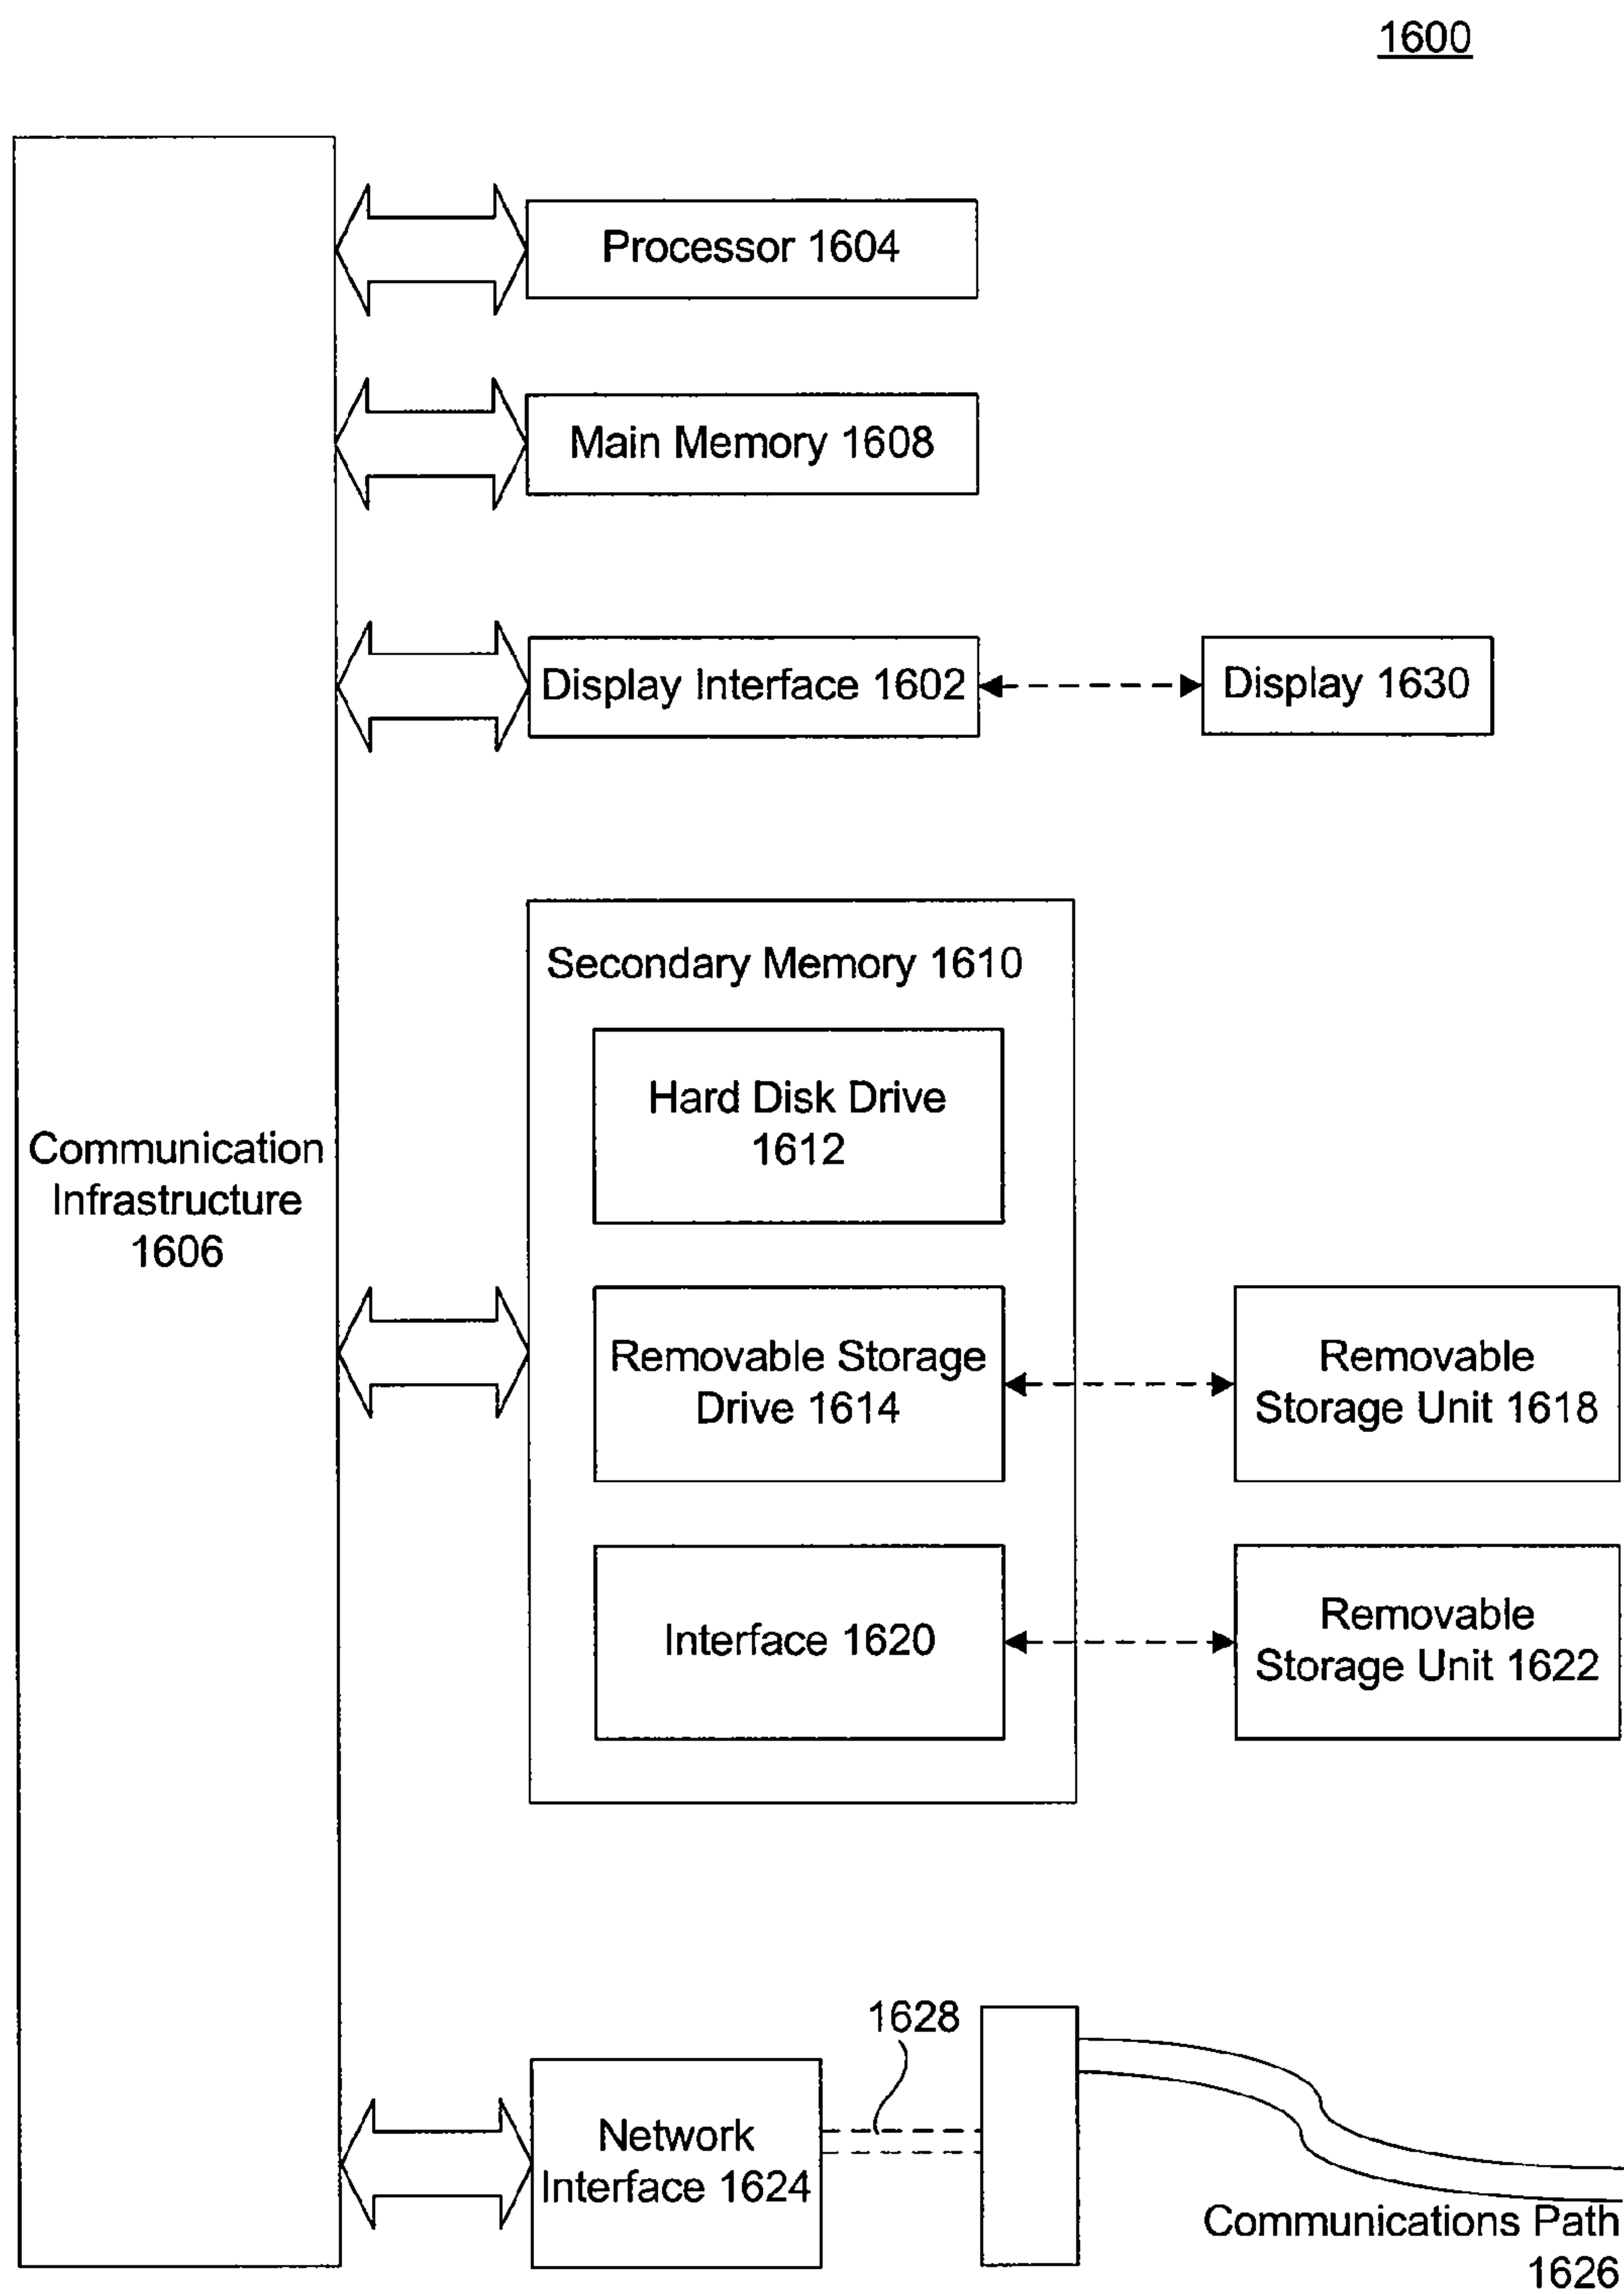 1600
Processor 1604
Main Memory 1608
Display Interface 1602
Display 1630
Secondary Memory 1610
Hard Disk Drive
1612
Communication
Infrastructure
1606
Removable Storage
Drive 1614
Removable
Storage Unit 1618
Interface 1620
Removable
Storage Unit 1622
1628
Network
Interface 1624
Communications Path
1626